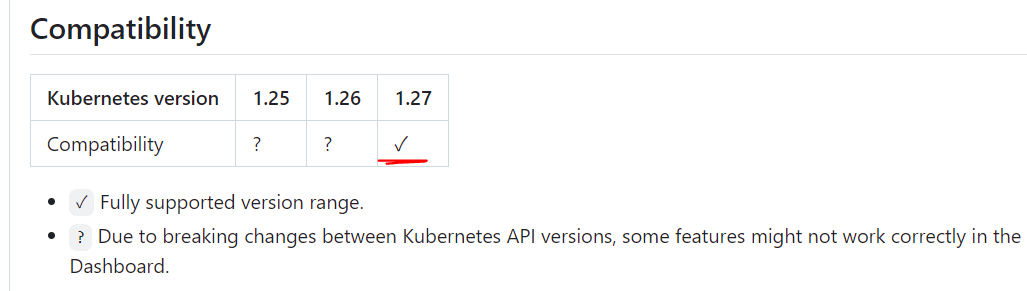 Compatibility
Kubernetes version 1.25 1.26 1.27
Compatibility ? ? ✓
• ✓ Fully supported version range.
• ? Due to breaking changes between Kubernetes API versions, some features might not work correctly in the
Dashboard.